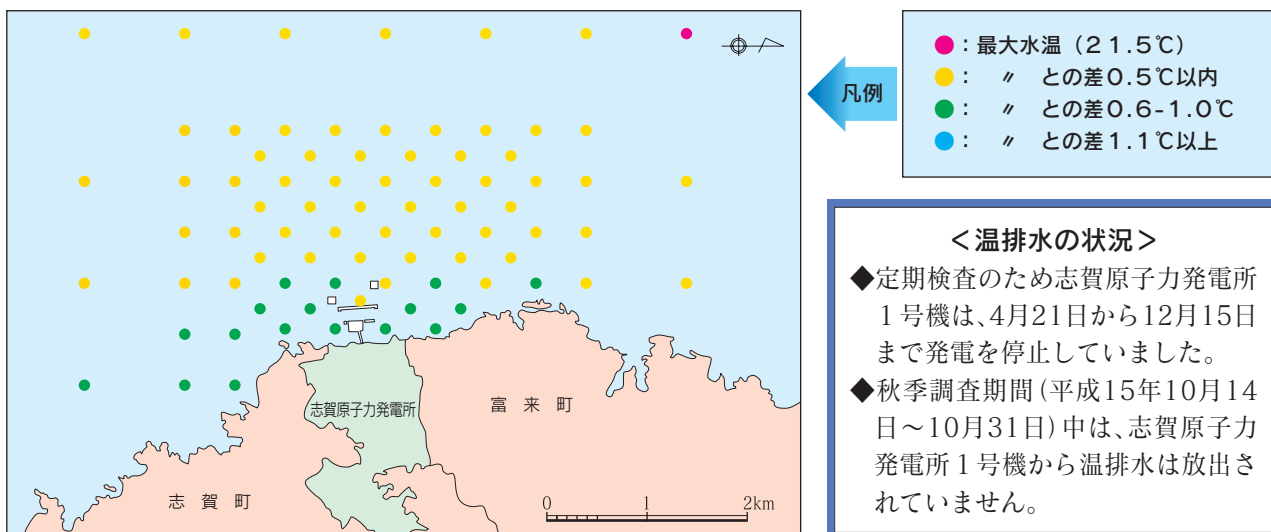 凡例
●：最大水温（２１.５℃）
●：　〃　との差０.５℃以内
●：　〃　との差０.６-１.０℃
●：　〃　との差１.１℃以上
＜温排水の状況＞
◆定期検査のため志賀原子力発電所
１号機は、4月21日から12月15日
まで発電を停止していました。
◆秋季調査期間(平成15年10月14
日～10月31日)中は、志賀原子力
発電所１号機から温排水は放出さ
れていません。
志賀原子力発電所
富来町
志賀町
0 1 2km